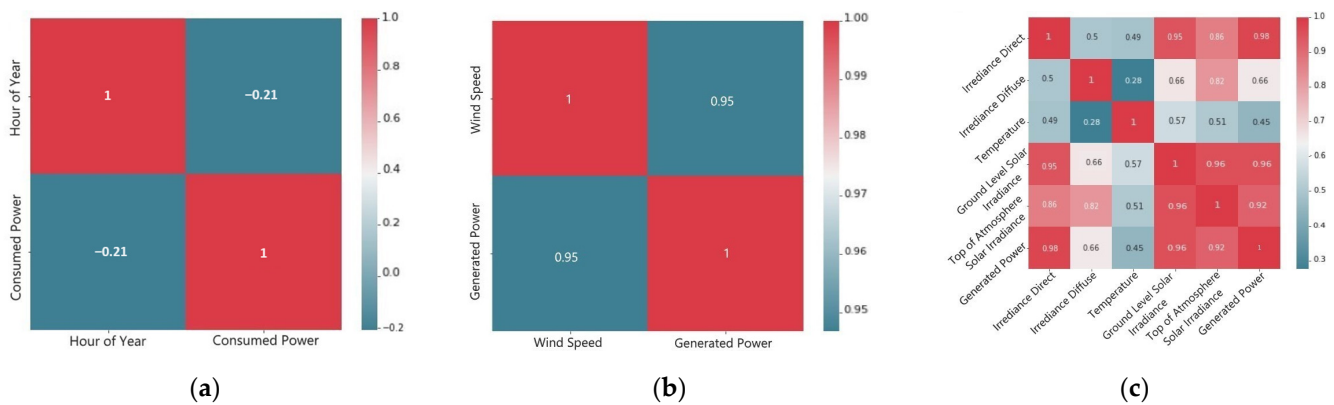 Hour of Year
Consumed Power
1
−0.21
−0.21
1
Hour of Year
Consumed Power
1.0
0.8
0.6
0.4
0.2
0.0
−0.2
(a)
Wind Speed
Generated Power
1
0.95
0.95
1
Wind Speed
Generated Power
1.00
0.99
0.98
0.97
0.96
0.95
(b)
Irrediance Direct
Irrediance Diffuse
Temperature
Ground Level Solar
Irradiance
Top of Atmosphere
Solar Irradiance
Generated Power
1 0.5 0.49 0.95 0.86 0.98
0.5 1 0.28 0.66 0.82 0.66
0.49 0.28 1 0.57 0.51 0.45
0.95 0.66 0.57 1 0.96 0.96
0.86 0.82 0.51 0.96 1 0.92
0.98 0.66 0.45 0.96 0.92 1
Irrediance Direct
Irrediance Diffuse
Temperature
Ground Level Solar
Irradiance
Top of Atmosphere
Solar Irradiance
Generated Power
1.0
0.9
0.8
0.7
0.6
0.5
0.4
0.3
(c)